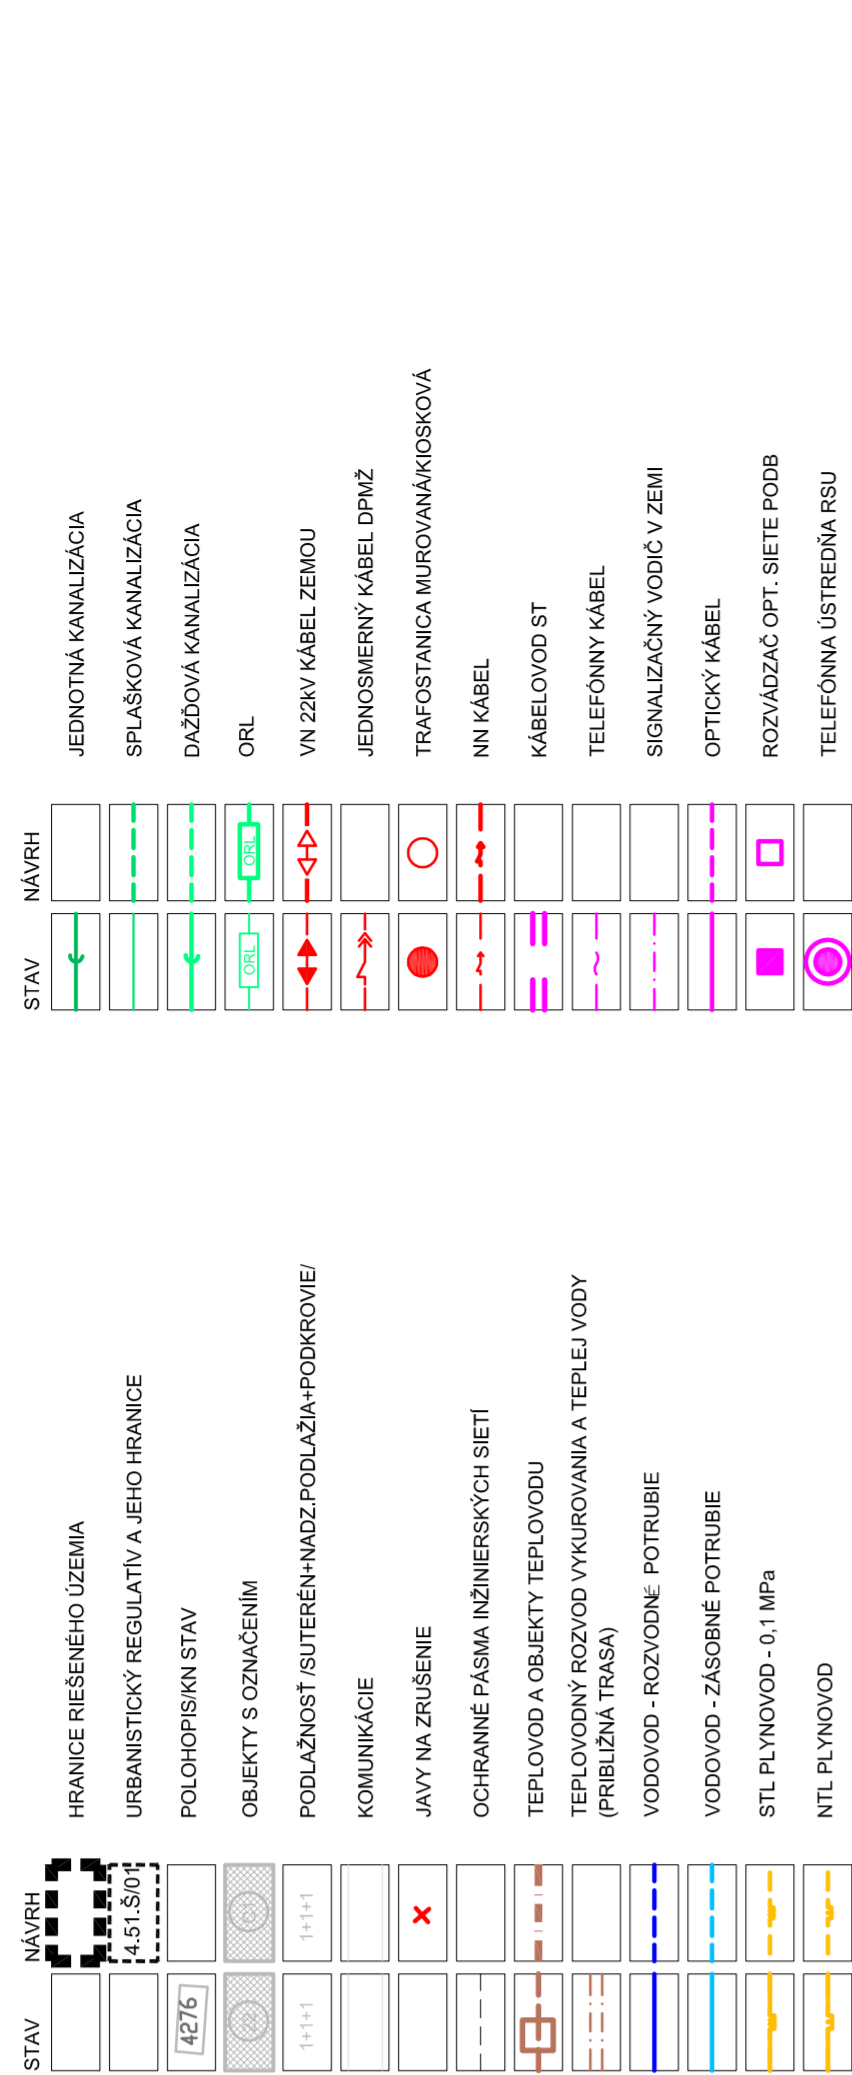 STAV NÁVRH
HRANICE RIEŠENÉHO ÚZEMIA
4.51.Š/01 URBANISTICKÝ REGULATÍV A JEHO HRANICE
4276 POLOHOPIS/KN STAV
OBJEKTY S OZNAČENÍM
1+1+1 1+1+1 PODLAŽNOSŤ /SUTERÉN+NADZ.PODLAŽIA+PODKROVIE/
KOMUNIKÁCIE
JAVY NA ZRUŠENIE
OCHRANNÉ PÁSMA INŽINIERSKÝCH SIETÍ
TEPLOVOD A OBJEKTY TEPLOVODU
TEPLOVODNÝ ROZVOD VYKUROVANIA A TEPLEJ VODY
(PRIBLIŽNÁ TRASA)
VODOVOD - ROZVODNÉ POTRUBIE
VODOVOD - ZÁSOBNÉ POTRUBIE
STL PLYNOVOD - 0,1 MPa
NTL PLYNOVOD
STAV NÁVRH
JEDNOTNÁ KANALIZÁCIA
SPLAŠKOVÁ KANALIZÁCIA
DAŽĎOVÁ KANALIZÁCIA
ORL ORL ORL
VN 22kV KÁBEL ZEMOU
JEDNOSMERNÝ KÁBEL DPMŽ
TRAFOSTANICA MUROVANÁ/KIOSKOVÁ
NN KÁBEL
KÁBELOVOD ST
TELEFÓNNY KÁBEL
SIGNALIZAČNÝ VODIČ V ZEMI
OPTICKÝ KÁBEL
ROZVÁDZAČ OPT. SIETE PODB
TELEFÓNNA ÚSTREDŇA RSU